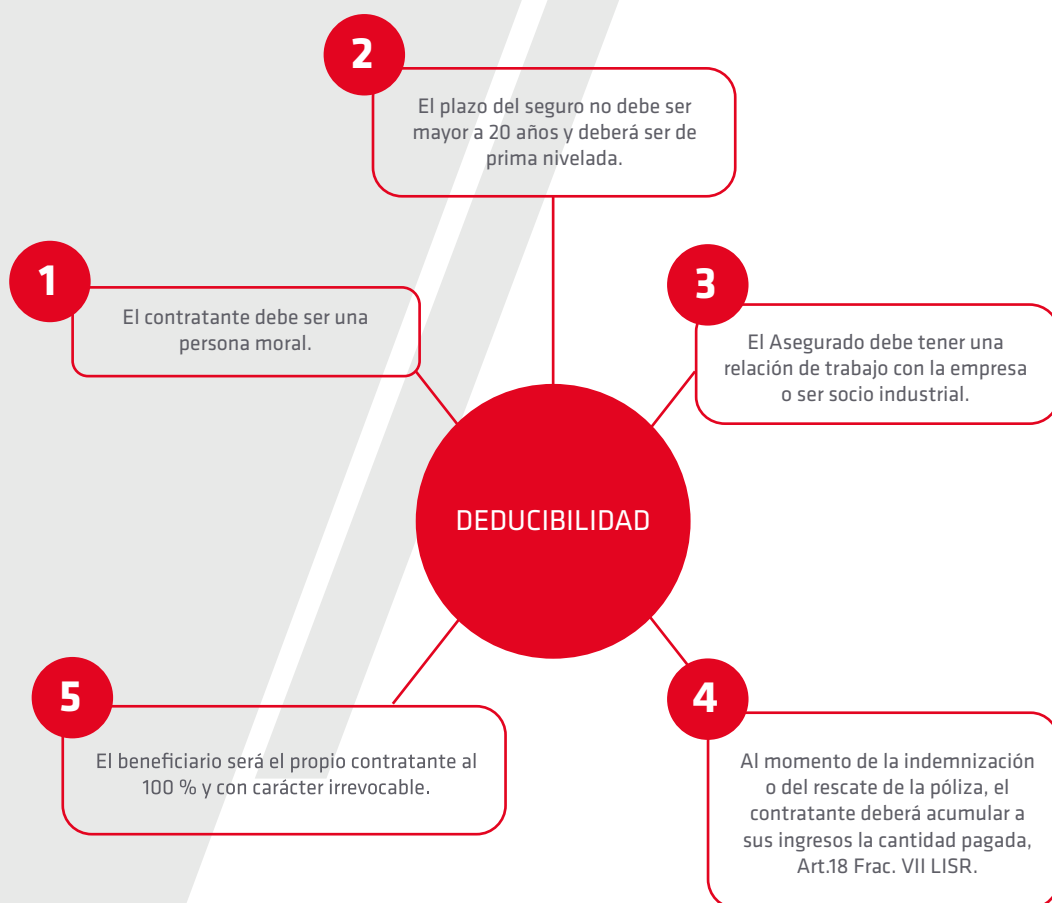 1
El contratante debe ser una
persona moral.
2
El plazo del seguro no debe ser
mayor a 20 años y deberá ser de
prima nivelada.
3
El Asegurado debe tener una
relación de trabajo con la empresa
o ser socio industrial.
DEDUCIBILIDAD
4
Al momento de la indemnización
o del rescate de la póliza, el
contratante deberá acumular a
sus ingresos la cantidad pagada,
Art.18 Frac. VII LISR.
5
El beneficiario será el propio contratante al
100 % y con carácter irrevocable.